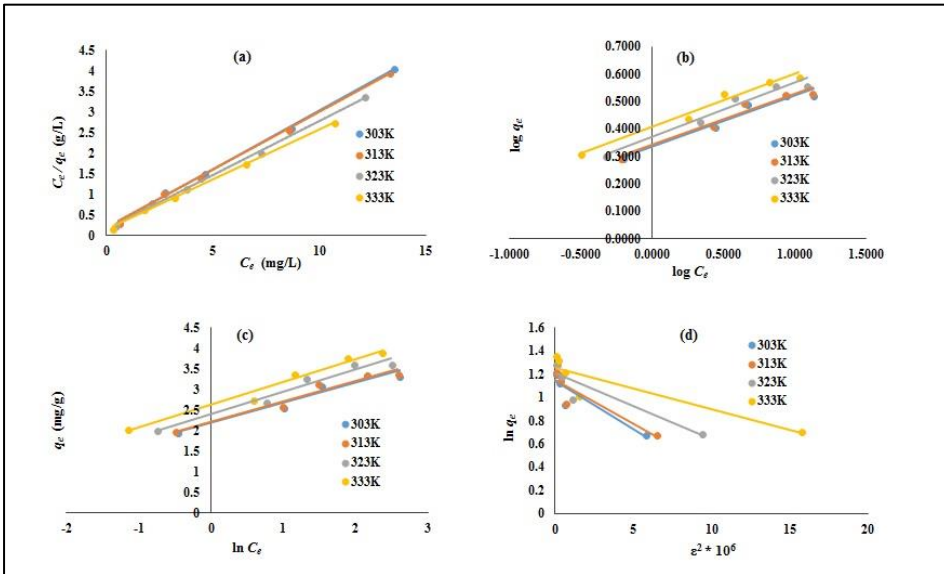 (a)
4.5
4
3.5
3
2.5
2
1.5
1
0.5
0
0
5
10
15
Ce / qe (g/L)
Ce (mg/L)
303K
313K
323K
333K
(b)
0.7000
0.6000
0.5000
0.4000
0.3000
0.2000
0.1000
0.0000
-1.0000
-0.5000
0.0000
0.5000
1.0000
1.5000
log qe
log Ce
303K
313K
323K
333K
(c)
4.5
4
3.5
3
2.5
2
1.5
1
0.5
0
-2
-1
0
1
2
3
qe (mg/g)
ln Ce
303K
313K
323K
333K
(d)
1.6
1.4
1.2
1
0.8
0.6
0.4
0.2
0
0
5
10
15
20
ln qe
ε² * 10⁶
303K
313K
323K
333K